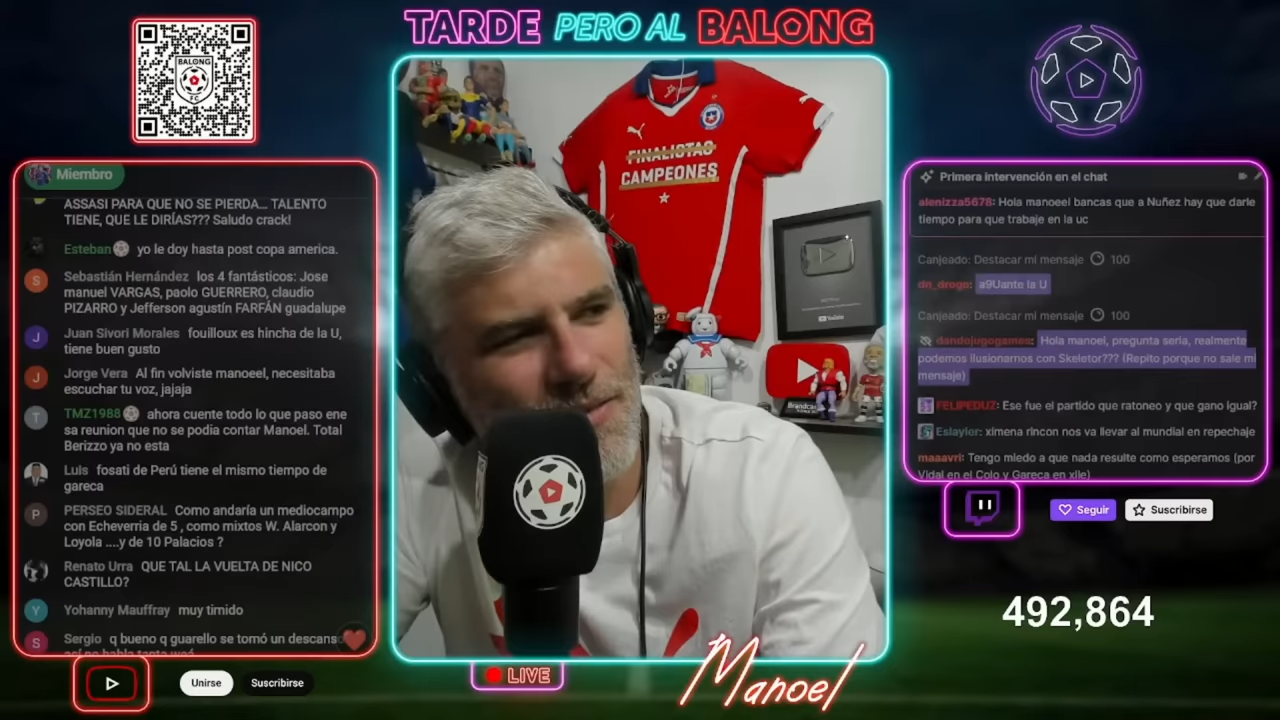 TARDE PERO AL BALONG
BALONG
FC
Miembro
ASSASI PARA QUE NO SE PIERDA... TALENTO
TIENE, QUE LE DIRÍAS??? Saludo crack!
Esteban yo le doy hasta post copa america.
Sebastián Hernández los 4 fantásticos: Jose
manuel VARGAS, paolo GUERRERO, claudio
PIZARRO y Jefferson agustín FARFÁN guadalupe
Juan Sivori Morales fouilloux es hincha de la U,
tiene buen gusto
Jorge Vera Al fin volviste manoeel, necesitaba
escuchar tu voz, jajaja
TMZ1988 ahora cuente todo lo que paso ene
sa reunion que no se podia contar Manoel. Total
Berizzo ya no esta
Luis fosati de Perú tiene el mismo tiempo de
gareca
PERSEO SIDERAL Como andaría un mediocampo
con Echeverria de 5 , como mixtos W. Alarcon y
Loyola ....y de 10 Palacios ?
Renato Urra QUE TAL LA VUELTA DE NICO
CASTILLO?
Yohanny Mauffray muy timido
Sergio q bueno q guarello se tomó un descanso
así no habla tanta weá
Unirse
Suscribirse
FINALISTAS
CAMPEONES
YouTube
LIVE
Manoel
Primera intervención en el chat
alenizza5678: Hola manoeel bancas que a Nuñez hay que darle
tiempo para que trabaje en la uc
Canjeado: Destacar mi mensaje 100
dn_drogo: a9Uante la U
Canjeado: Destacar mi mensaje 100
dandojugogames: Hola manoel, pregunta seria, realmente
podemos ilusionarnos con Skeletor??? (Repito porque no sale mi
mensaje)
FELIPEDUZ: Ese fue el partido que ratoneo y que gano igual?
Eslayier: ximena rincon nos va llevar al mundial en repechaje
maaavri: Tengo miedo a que nada resulte como esperamos (por
Vidal en el Colo y Gareca en xile)
Seguir
Suscribirse
492,864